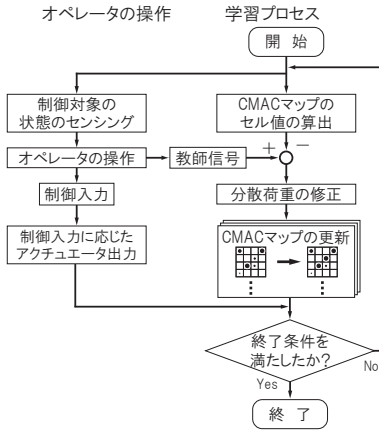 オペレータの操作
学習プロセス
開 始
制御対象の
状態のセンシング
CMACマップの
セル値の算出
オペレータの操作
教師信号
+ −
制御入力
分散荷重の修正
制御入力に応じた
アクチュエータ出力
CMACマップの更新
終了条件を
満たしたか?
No
Yes
終 了